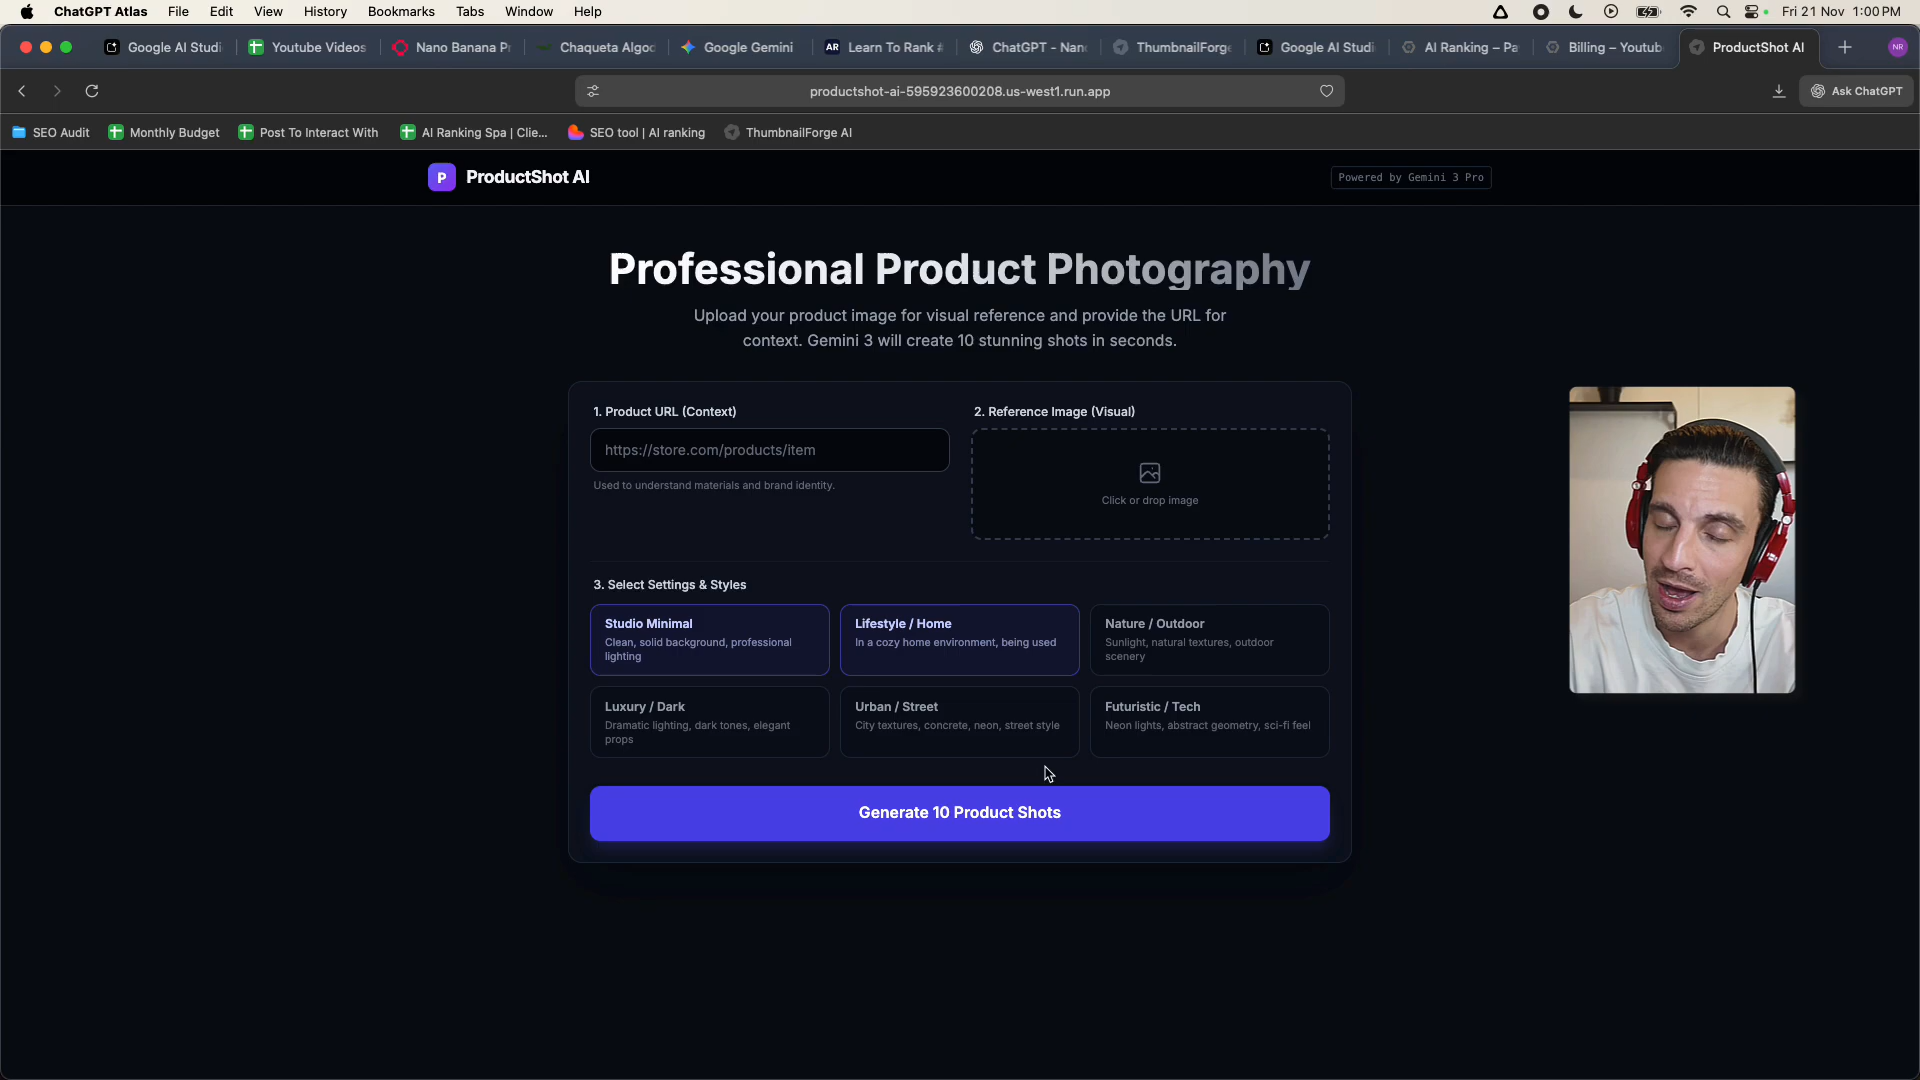 ChatGPT Atlas File Edit View History Bookmarks Tabs Window Help Fri 21 Nov 1:00 PM
Google AI Studi Youtube Videos Nano Banana Pr Chaqueta Algod Google Gemini AR Learn To Rank # ChatGPT - Nan ThumbnailForge Google AI Studi AI Ranking – Pa Billing – Youtub ProductShot AI NR
productshot-ai-595923600208.us-west1.run.app Ask ChatGPT
SEO Audit Monthly Budget Post To Interact With AI Ranking Spa | Clie... SEO tool | AI ranking ThumbnailForge AI
P ProductShot AI Powered by Gemini 3 Pro
Professional Product Photography
Upload your product image for visual reference and provide the URL for
context. Gemini 3 will create 10 stunning shots in seconds.
1. Product URL (Context)
https://store.com/products/item
Used to understand materials and brand identity.
2. Reference Image (Visual)
Click or drop image
3. Select Settings & Styles
Studio Minimal
Clean, solid background, professional
lighting
Lifestyle / Home
In a cozy home environment, being used
Nature / Outdoor
Sunlight, natural textures, outdoor
scenery
Luxury / Dark
Dramatic lighting, dark tones, elegant
props
Urban / Street
City textures, concrete, neon, street style
Futuristic / Tech
Neon lights, abstract geometry, sci-fi feel
Generate 10 Product Shots